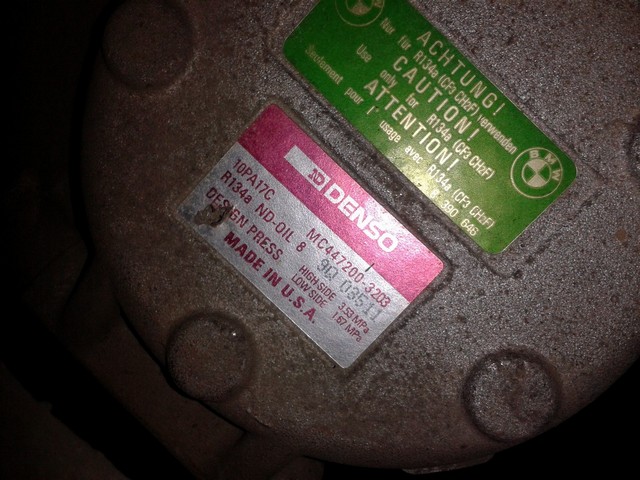 ACHTUNG!
Nur für R134a (CF3 CH2F) verwenden
CAUTION!
Use only for R134a (CF3 CH2F)
ATTENTION!
Seulement pour l'usage avec R134a (CF3 CH2F)
390 646
BMW
DENSO
10PA17C MC447200-3203
R134a ND-OIL 8
DESIGN PRESS HIGH SIDE 3.53 MPa
LOW SIDE 1.67 MPa
MADE IN U.S.A.